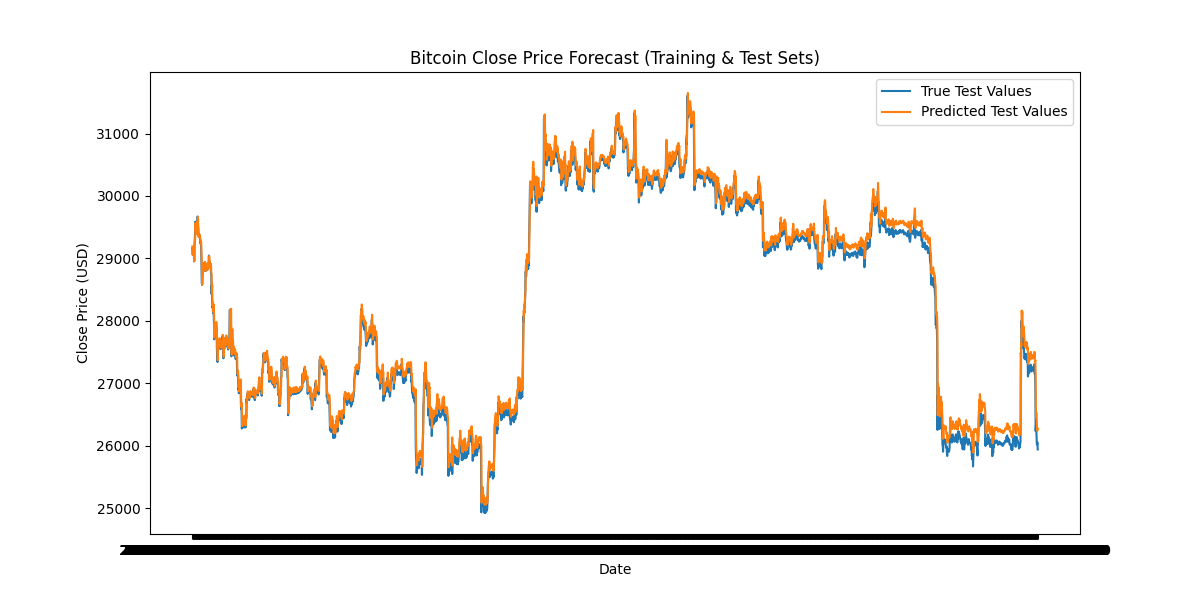 Bitcoin Close Price Forecast (Training & Test Sets)
True Test Values
Predicted Test Values
31000
30000
29000
28000
27000
26000
25000
Close Price (USD)
Date